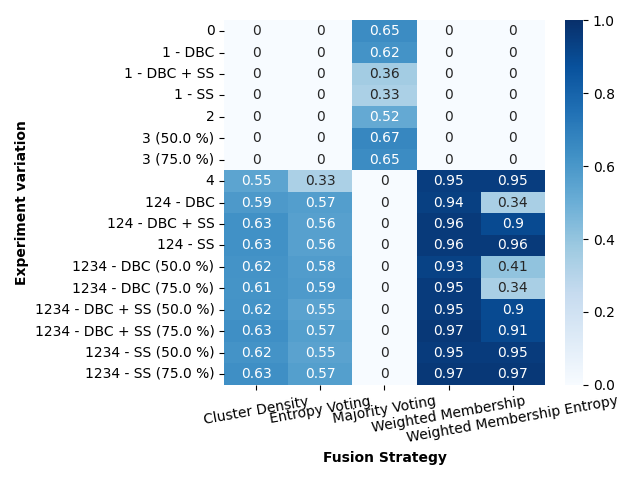 0 0 0 0.65 0 0 1.0
1 - DBC 0 0 0.62 0 0
1 - DBC + SS 0 0 0.36 0 0
1 - SS 0 0 0.33 0 0 0.8
2 0 0 0.52 0 0
3 (50.0 %) 0 0 0.67 0 0
3 (75.0 %) 0 0 0.65 0 0 0.6
4 0.55 0.33 0 0.95 0.95
124 - DBC 0.59 0.57 0 0.94 0.34
124 - DBC + SS 0.63 0.56 0 0.96 0.9
124 - SS 0.63 0.56 0 0.96 0.96 0.4
1234 - DBC (50.0 %) 0.62 0.58 0 0.93 0.41
1234 - DBC (75.0 %) 0.61 0.59 0 0.95 0.34
1234 - DBC + SS (50.0 %) 0.62 0.55 0 0.95 0.9 0.2
1234 - DBC + SS (75.0 %) 0.63 0.57 0 0.97 0.91
1234 - SS (50.0 %) 0.62 0.55 0 0.95 0.95
1234 - SS (75.0 %) 0.63 0.57 0 0.97 0.97 0.0
Experiment variation
Cluster Density
Entropy Voting
Majority Voting
Weighted Membership
Weighted Membership Entropy
Fusion Strategy